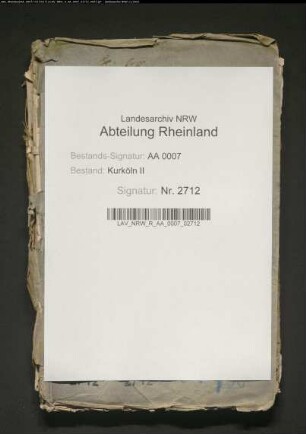 Landesarchiv NRW
Abteilung Rheinland
Bestands-Signatur: AA 0007
Bestand: Kurköln II
Signatur: Nr. 2712
LAV_NRW_R_AA_0007_02712